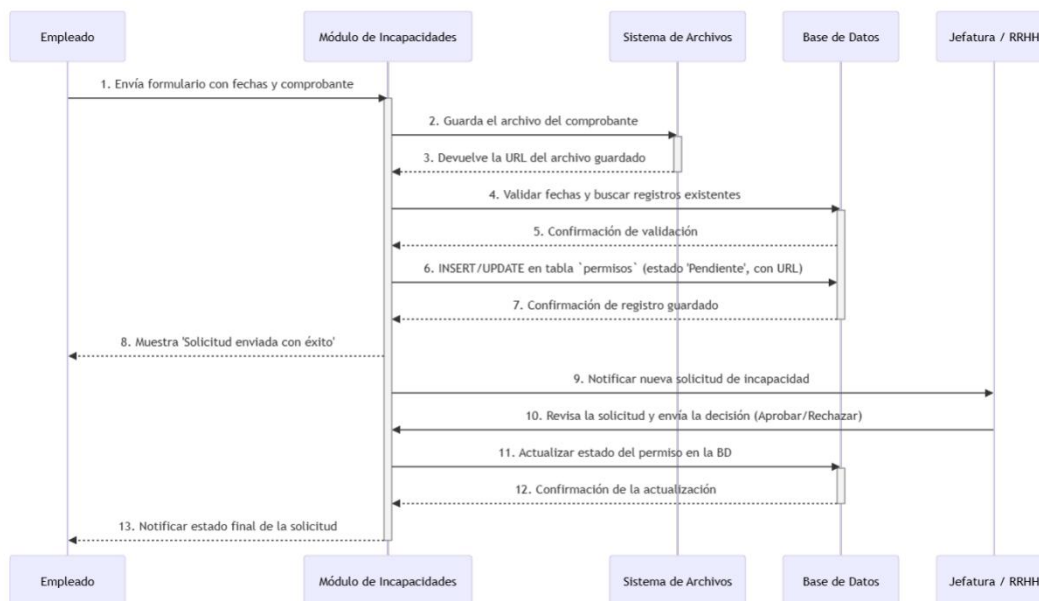 Empleado
Módulo de Incapacidades
Sistema de Archivos
Base de Datos
Jefatura / RRHH
1. Envía formulario con fechas y comprobante
2. Guarda el archivo del comprobante
3. Devuelve la URL del archivo guardado
4. Validar fechas y buscar registros existentes
5. Confirmación de validación
6. INSERT/UPDATE en tabla `permisos` (estado 'Pendiente', con URL)
7. Confirmación de registro guardado
8. Muestra 'Solicitud enviada con éxito'
9. Notificar nueva solicitud de incapacidad
10. Revisa la solicitud y envía la decisión (Aprobar/Rechazar)
11. Actualizar estado del permiso en la BD
12. Confirmación de la actualización
13. Notificar estado final de la solicitud
Empleado
Módulo de Incapacidades
Sistema de Archivos
Base de Datos
Jefatura / RRHH